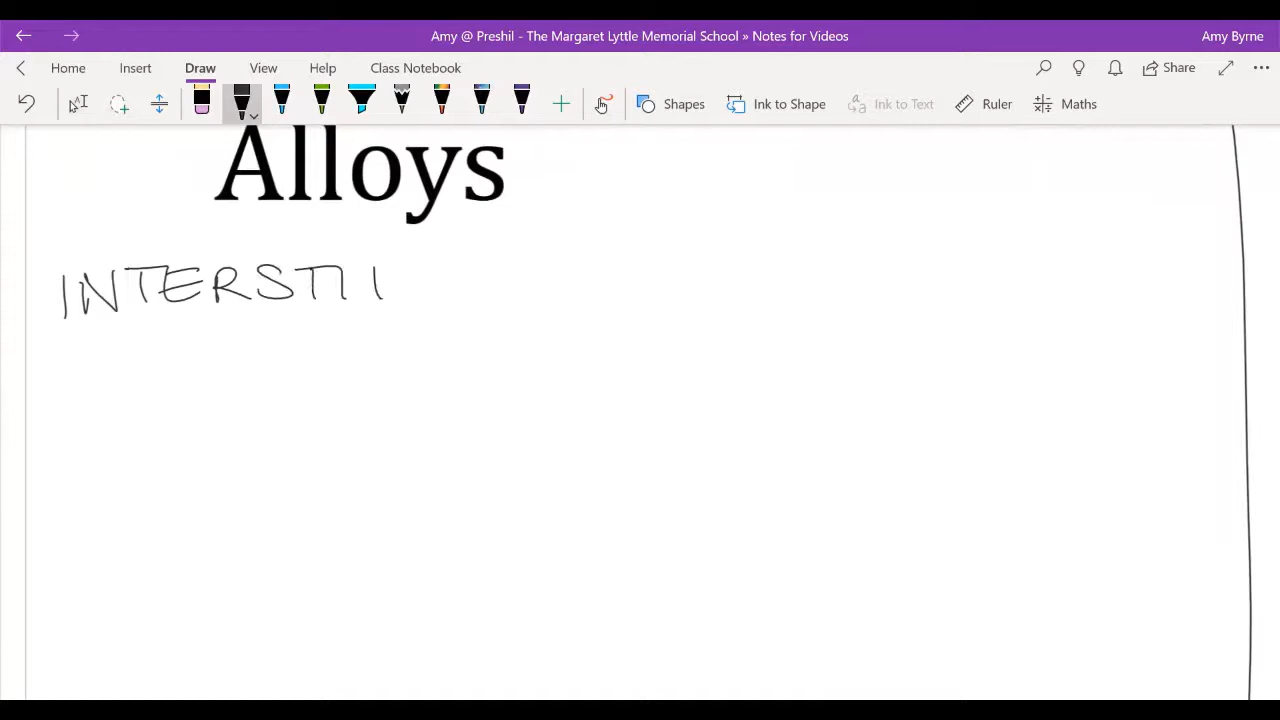 Amy @ Preshil - The Margaret Lyttle Memorial School » Notes for Videos Amy Byrne
Home Insert Draw View Help Class Notebook Share
Shapes Ink to Shape Ink to Text Ruler Maths
Alloys
INTERSTI I